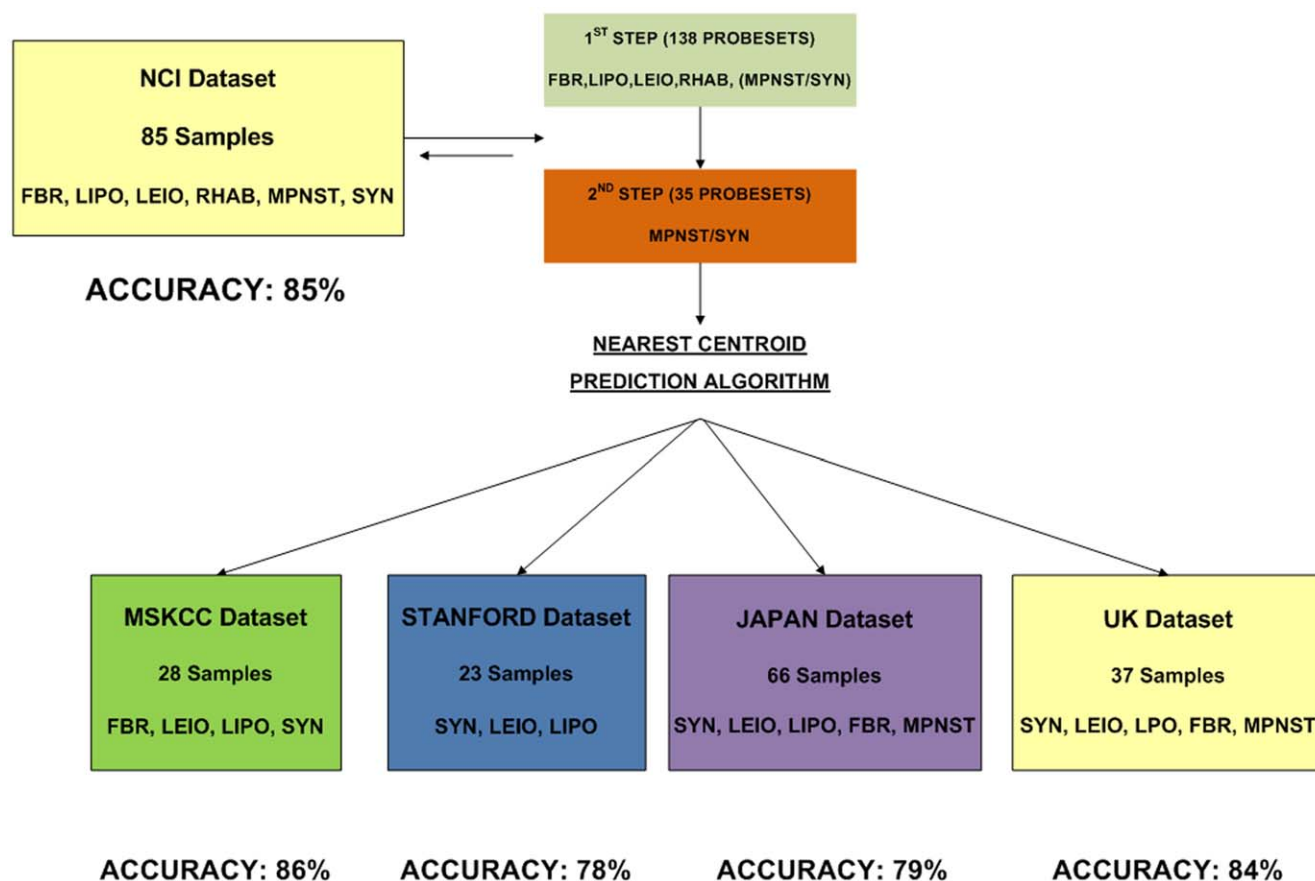 NCI Dataset
85 Samples
FBR, LIPO, LEIO, RHAB, MPNST, SYN
ACCURACY: 85%
1ST STEP (138 PROBESETS)
FBR,LIPO,LEIO,RHAB, (MPNST/SYN)
2ND STEP (35 PROBESETS)
MPNST/SYN
NEAREST CENTROID
PREDICTION ALGORITHM
MSKCC Dataset
28 Samples
FBR, LEIO, LIPO, SYN
ACCURACY: 86%
STANFORD Dataset
23 Samples
SYN, LEIO, LIPO
ACCURACY: 78%
JAPAN Dataset
66 Samples
SYN, LEIO, LIPO, FBR, MPNST
ACCURACY: 79%
UK Dataset
37 Samples
SYN, LEIO, LPO, FBR, MPNST
ACCURACY: 84%